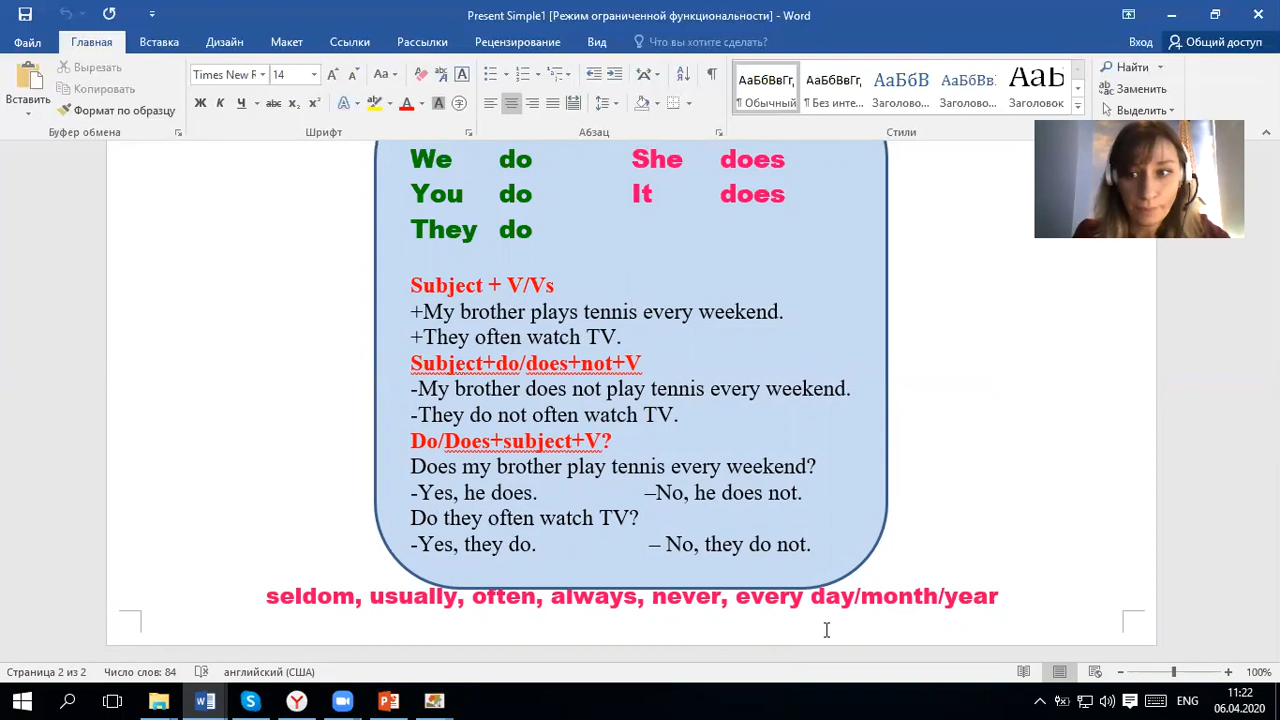 Present Simple1 [Режим ограниченной функциональности] - Word
Файл Главная Вставка Дизайн Макет Ссылки Рассылки Рецензирование Вид Что вы хотите сделать? Вход Общий доступ
Вставить
Вырезать
Копировать
Формат по образцу
Буфер обмена
Times New R 14
Ж К Ч
Шрифт
Абзац
АаБбВвГг, АаБбВвГг, АаБбВ АаБбВв: АаБб
¶ Обычный ¶ Без инте... Заголово... Заголово... Заголовок
Стили
Найти
Заменить
Выделить
We do She does
You do It does
They do
Subject + V/Vs
+My brother plays tennis every weekend.
+They often watch TV.
Subject+do/does+not+V
-My brother does not play tennis every weekend.
-They do not often watch TV.
Do/Does+subject+V?
Does my brother play tennis every weekend?
-Yes, he does. –No, he does not.
Do they often watch TV?
-Yes, they do. – No, they do not.
seldom, usually, often, always, never, every day/month/year
Страница 2 из 2 Число слов: 84 английский (США) 100%
ENG 11:22
06.04.2020